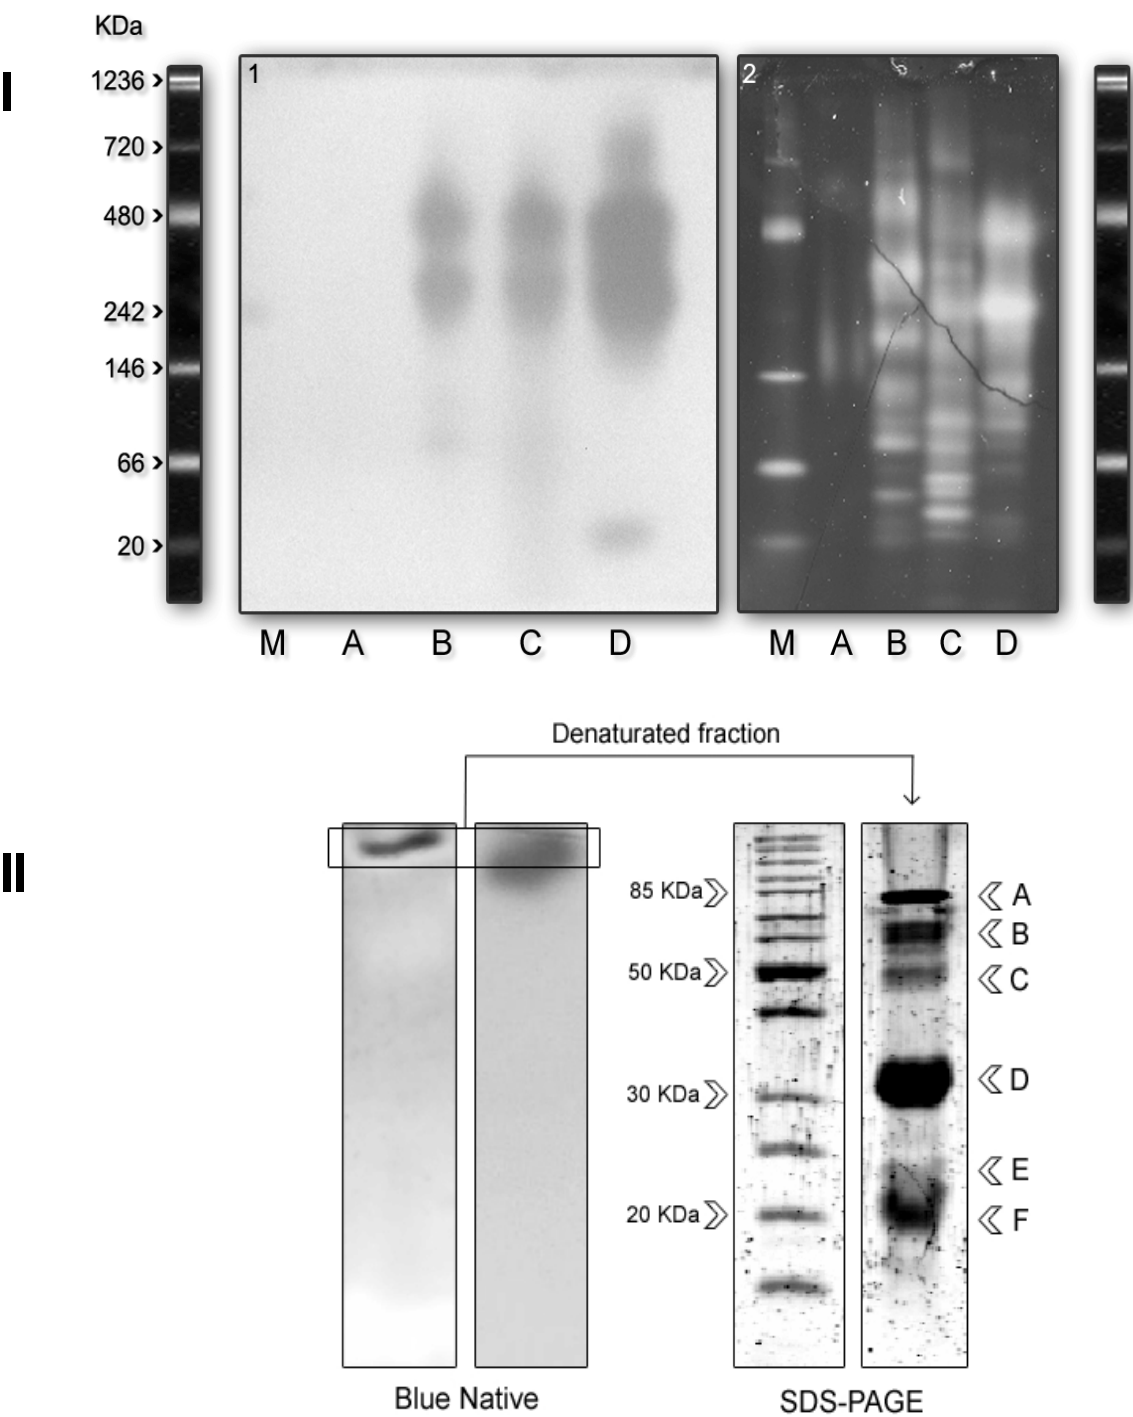 KDa
I
1236
720
480
242
146
66
20
1
2
M A B C D
M A B C D
Denaturated fraction
II
85 KDa
50 KDa
30 KDa
20 KDa
A
B
C
D
E
F
Blue Native
SDS-PAGE